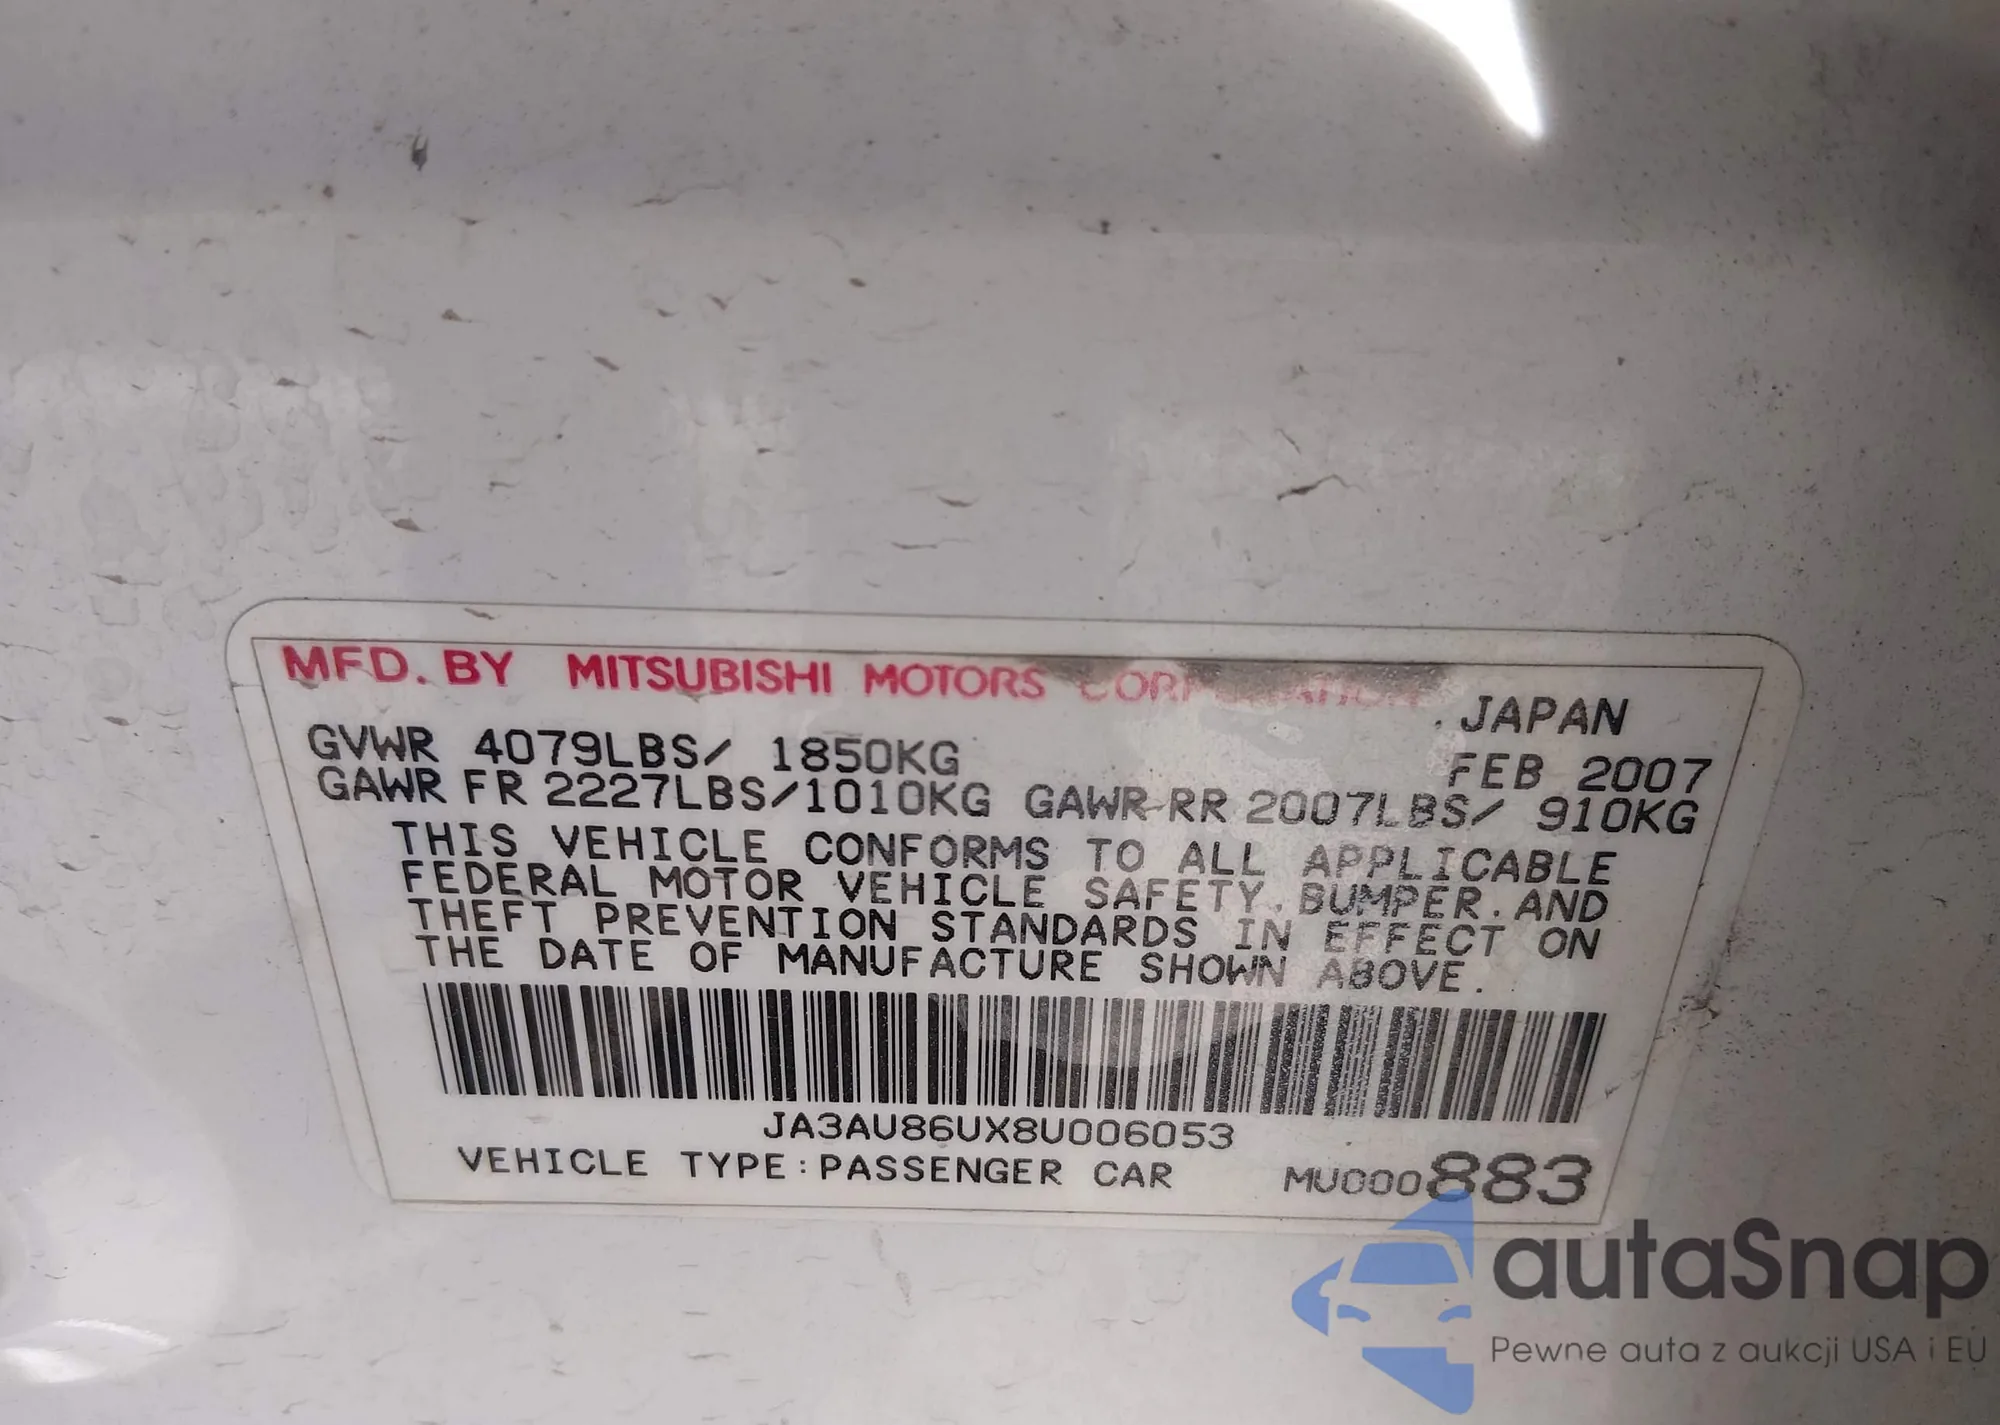 MFD. BY MITSUBISHI MOTORS CORPORATION
. JAPAN
GVWR 4079LBS/ 1850KG FEB 2007
GAWR FR 2227LBS/1010KG GAWR RR 2007LBS/ 910KG
THIS VEHICLE CONFORMS TO ALL APPLICABLE
FEDERAL MOTOR VEHICLE SAFETY, BUMPER, AND
THEFT PREVENTION STANDARDS IN EFFECT ON
THE DATE OF MANUFACTURE SHOWN ABOVE.
JA3AU86UX8U006053
VEHICLE TYPE:PASSENGER CAR MU000883
autaSnap
Pewne auta z aukcji USA i EU